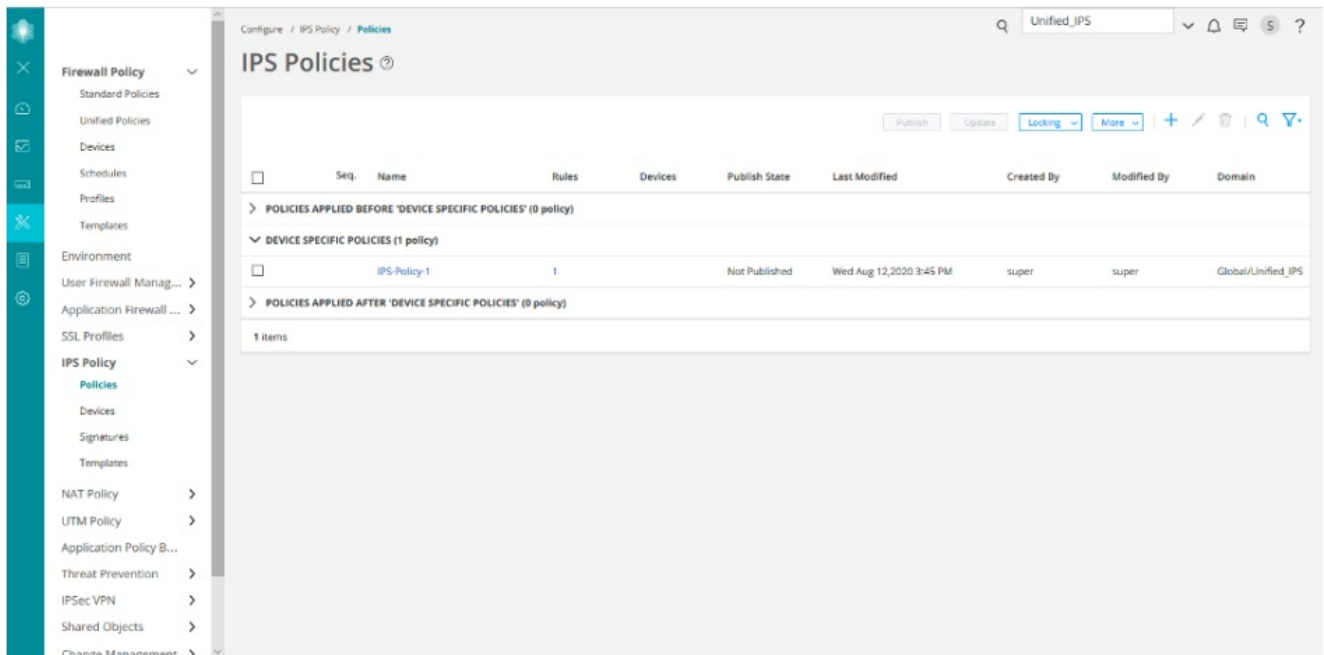 Configure / IPS Policy / Policies
Unified_IPS
S ?
IPS Policies ?
Firewall Policy
Standard Policies
Unified Policies
Devices
Schedules
Profiles
Templates
Environment
User Firewall Manag...
Application Firewall ...
SSL Profiles
IPS Policy
Policies
Devices
Signatures
Templates
NAT Policy
UTM Policy
Application Policy B...
Threat Prevention
IPSec VPN
Shared Objects
Change Management
Publish Update Locking More
Seq. Name Rules Devices Publish State Last Modified Created By Modified By Domain
POLICIES APPLIED BEFORE 'DEVICE SPECIFIC POLICIES' (0 policy)
DEVICE SPECIFIC POLICIES (1 policy)
IPS-Policy-1 1 Not Published Wed Aug 12,2020 3:45 PM super super Global/Unified_IPS
POLICIES APPLIED AFTER 'DEVICE SPECIFIC POLICIES' (0 policy)
1 items